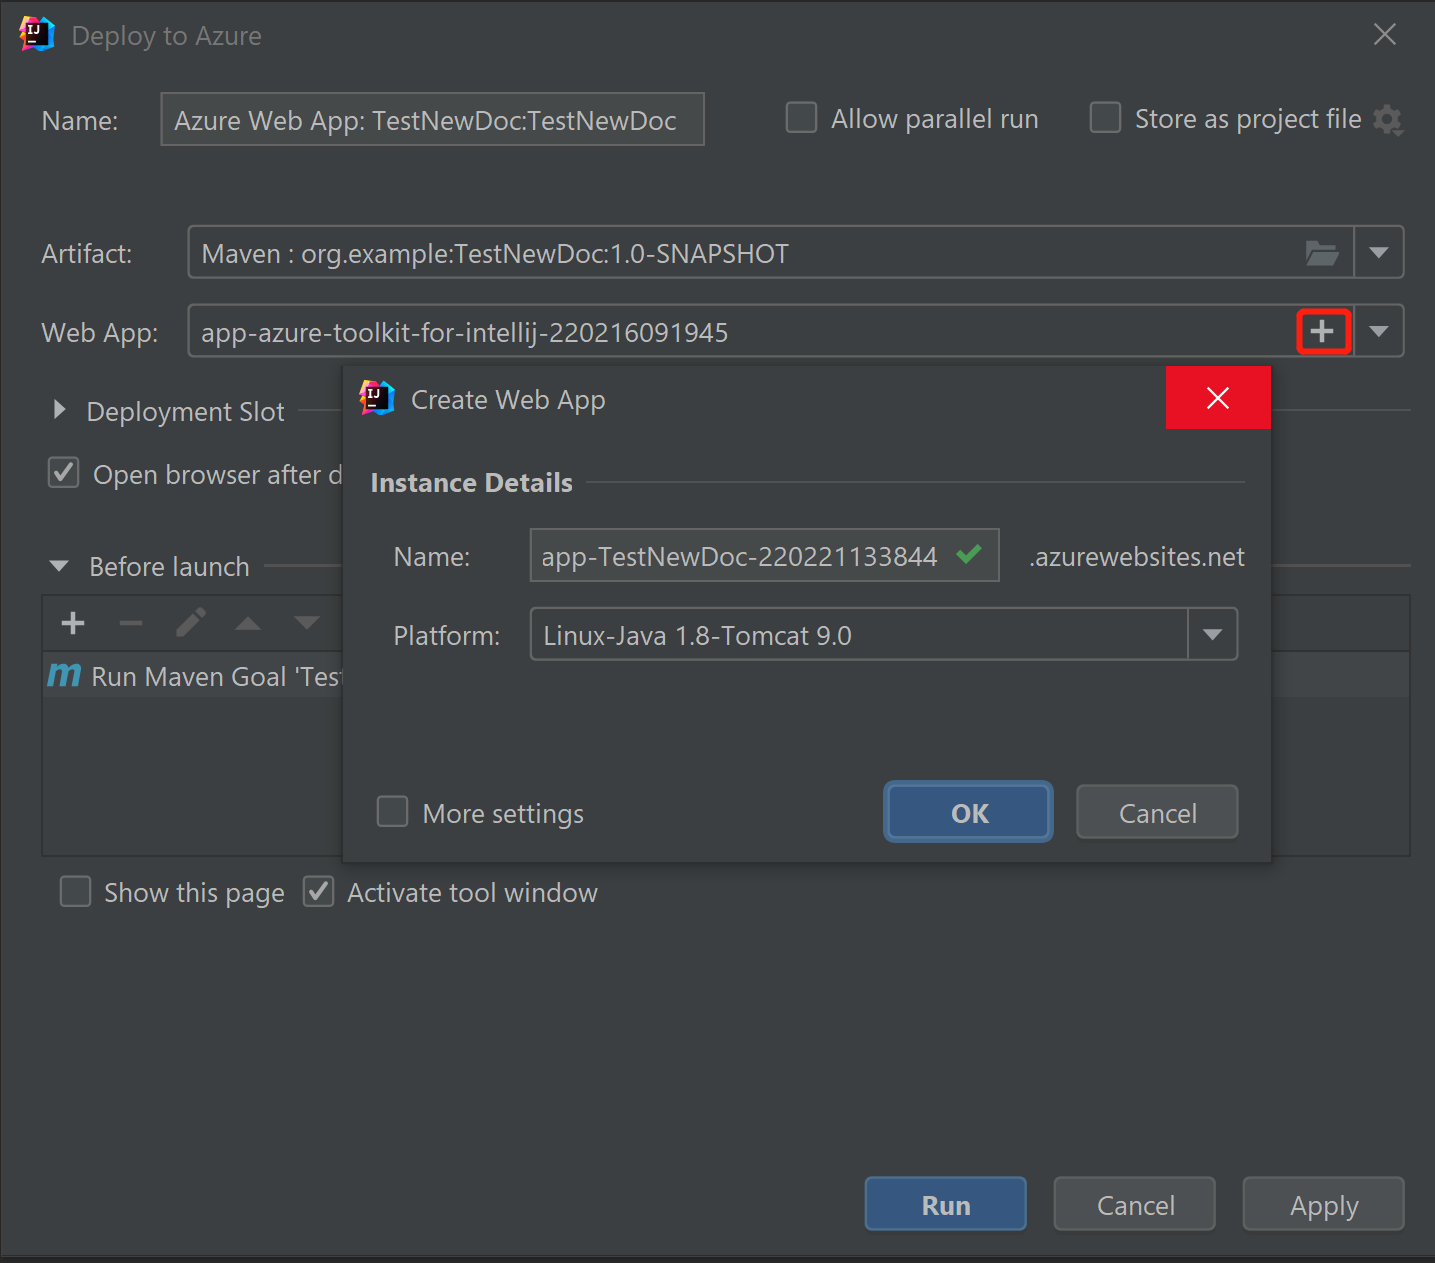 Deploy to Azure
Name: Azure Web App: TestNewDoc:TestNewDoc Allow parallel run Store as project file
Artifact: Maven : org.example:TestNewDoc:1.0-SNAPSHOT
Web App: app-azure-toolkit-for-intellij-220216091945
Deployment Slot
Open browser after d
Before launch
Run Maven Goal 'Test
Create Web App
Instance Details
Name: app-TestNewDoc-220221133844 .azurewebsites.net
Platform: Linux-Java 1.8-Tomcat 9.0
More settings OK Cancel
Show this page Activate tool window
Run Cancel Apply